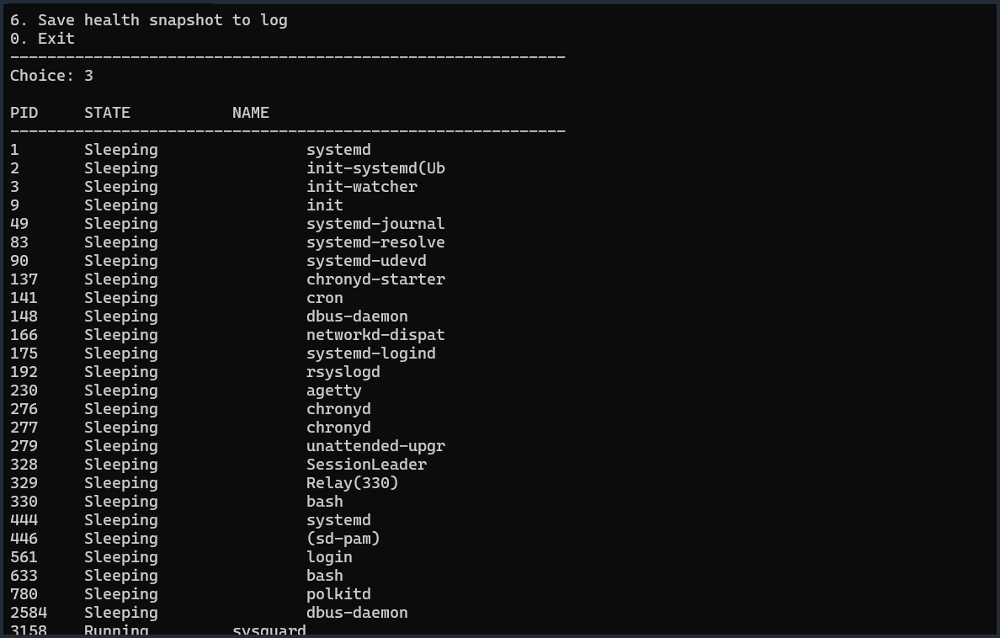 6. Save health snapshot to log
0. Exit
------------------------------------------------------------
Choice: 3
PID     STATE           NAME
------------------------------------------------------------
1       Sleeping                systemd
2       Sleeping                init-systemd(Ub
3       Sleeping                init-watcher
9       Sleeping                init
49      Sleeping                systemd-journal
83      Sleeping                systemd-resolve
90      Sleeping                systemd-udevd
137     Sleeping                chronyd-starter
141     Sleeping                cron
148     Sleeping                dbus-daemon
166     Sleeping                networkd-dispat
175     Sleeping                systemd-logind
192     Sleeping                rsyslogd
230     Sleeping                agetty
276     Sleeping                chronyd
277     Sleeping                chronyd
279     Sleeping                unattended-upgr
328     Sleeping                SessionLeader
329     Sleeping                Relay(330)
330     Sleeping                bash
444     Sleeping                systemd
446     Sleeping                (sd-pam)
561     Sleeping                login
633     Sleeping                bash
780     Sleeping                polkitd
2584    Sleeping                dbus-daemon
3158    Running         sysguard